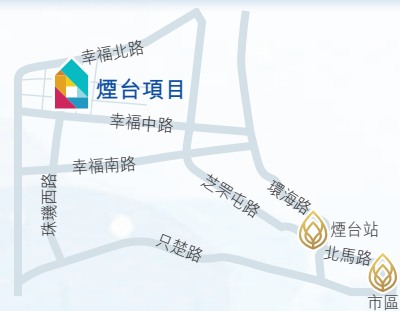 幸福北路
煙台項目
幸福中路
幸福南路
芝罘屯路
環海路
珠璣西路
煙台站
只楚路
北馬路
市區